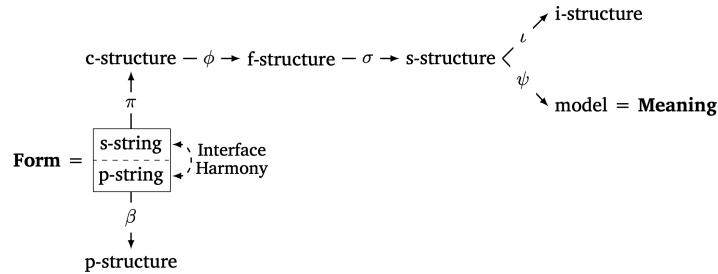 i-structure
ι
c-structure – ϕ → f-structure – σ → s-structure
ψ
model = Meaning
π
s-string
Form =
Interface
Harmony
p-string
β
p-structure